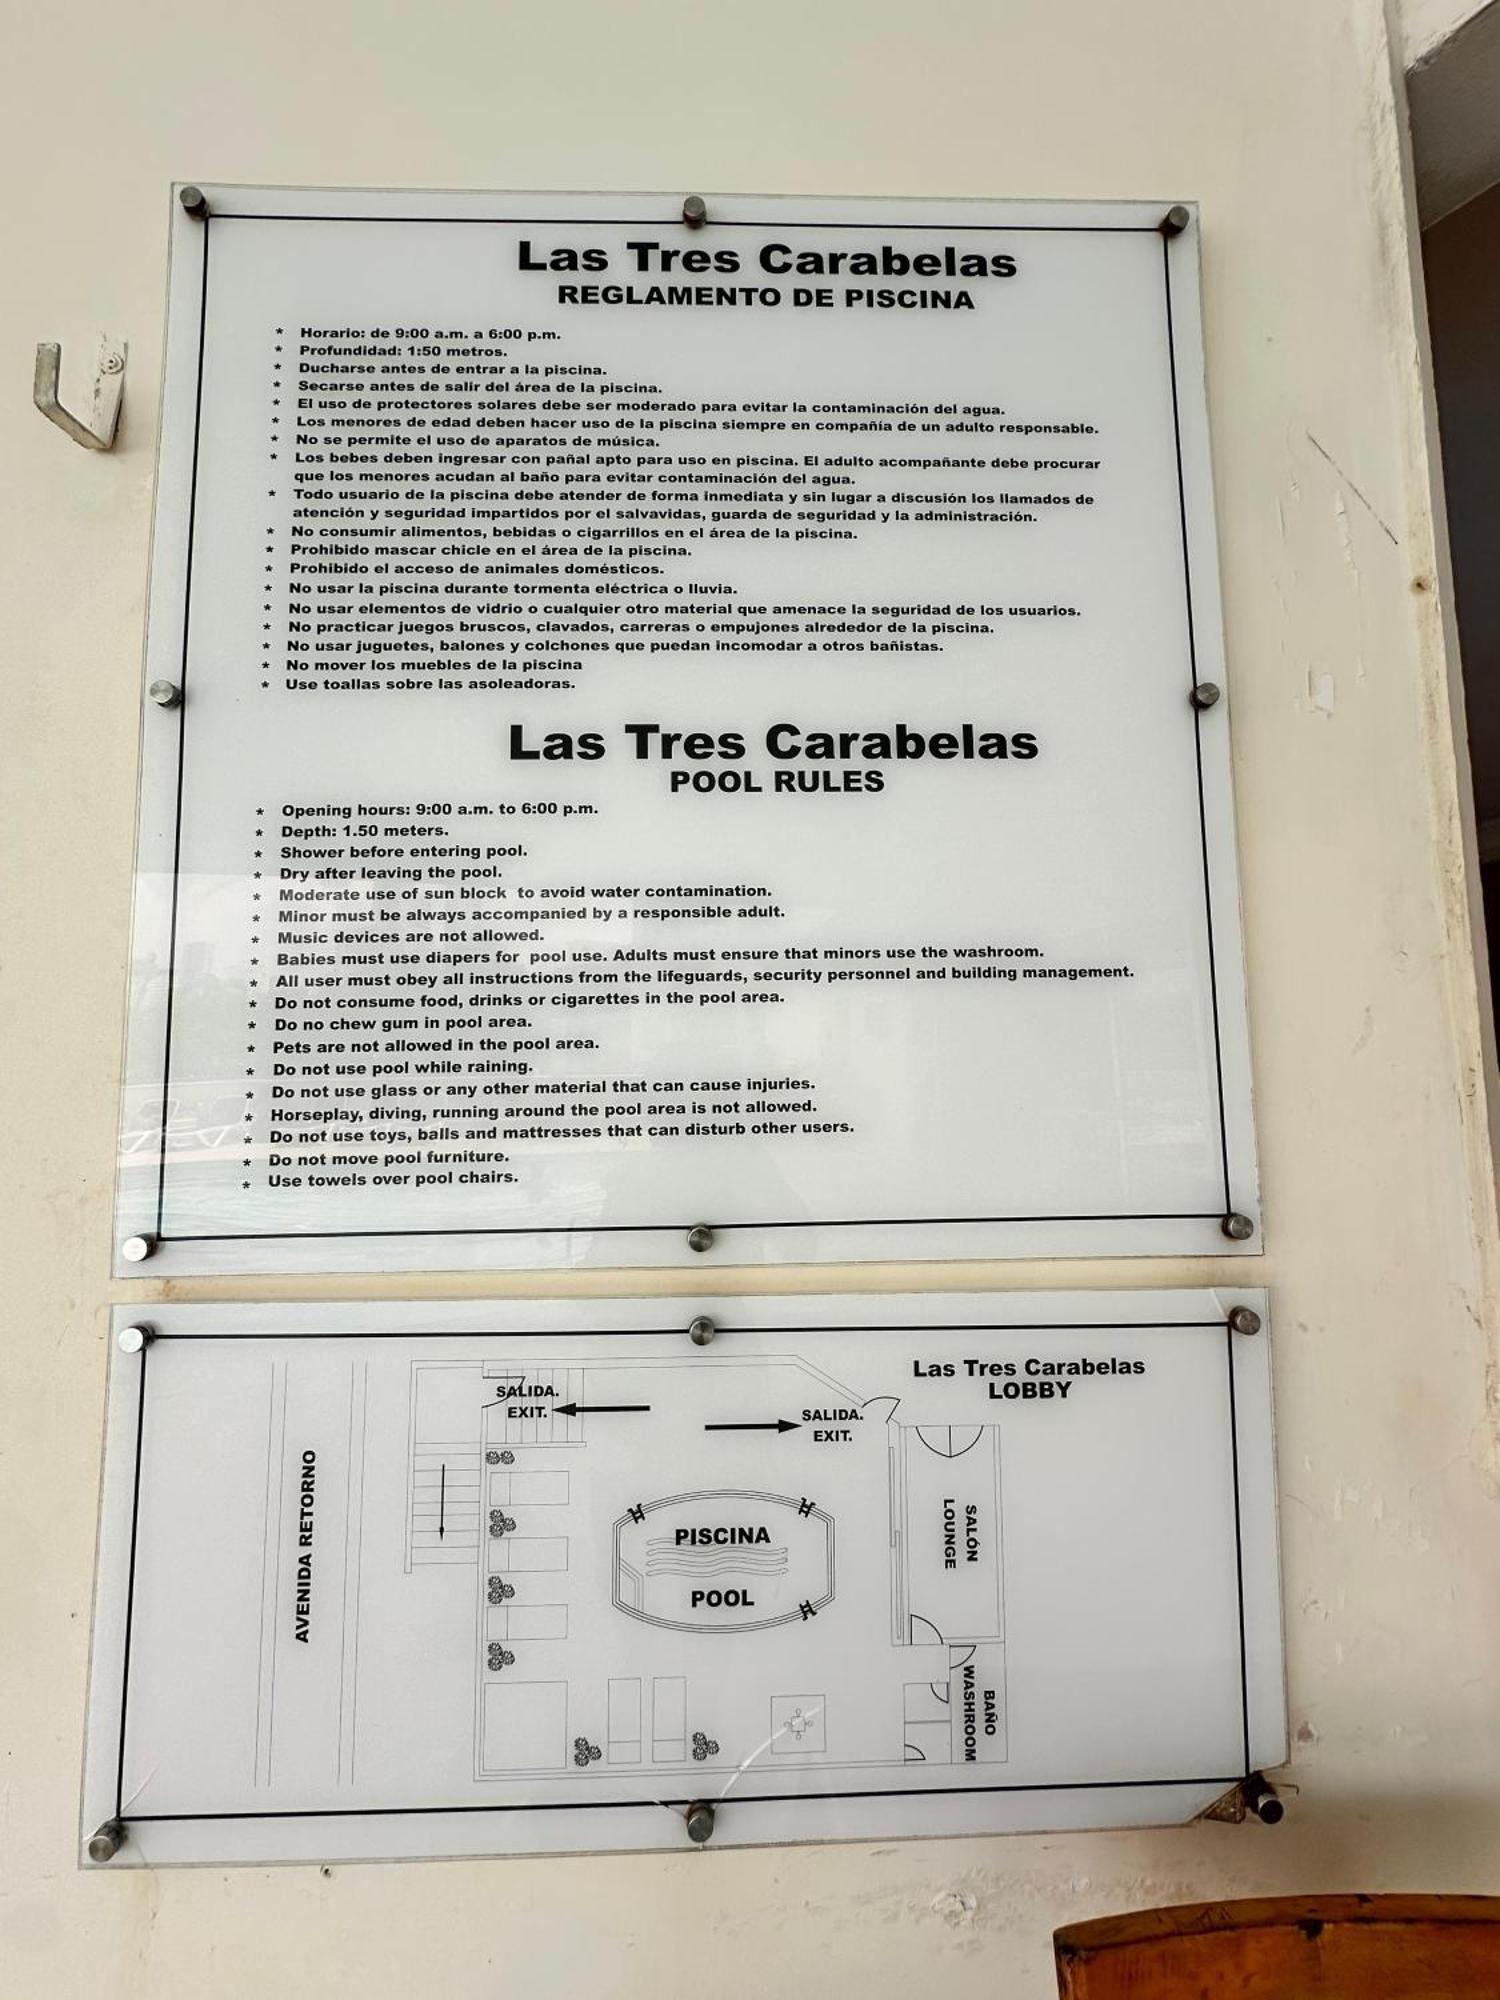 Las Tres Carabelas
REGLAMENTO DE PISCINA
* Horario: de 9:00 a.m. a 6:00 p.m.
* Profundidad: 1:50 metros.
* Ducharse antes de entrar a la piscina.
* Secarse antes de salir del área de la piscina.
* El uso de protectores solares debe ser moderado para evitar la contaminación del agua.
* Los menores de edad deben hacer uso de la piscina siempre en compañía de un adulto responsable.
* No se permite el uso de aparatos de música.
* Los bebes deben ingresar con pañal apto para uso en piscina. El adulto acompañante debe procurar
que los menores acudan al baño para evitar contaminación del agua.
* Todo usuario de la piscina debe atender de forma inmediata y sin lugar a discusión los llamados de
atención y seguridad impartidos por el salvavidas, guarda de seguridad y la administración.
* No consumir alimentos, bebidas o cigarrillos en el área de la piscina.
* Prohibido mascar chicle en el área de la piscina.
* Prohibido el acceso de animales domésticos.
* No usar la piscina durante tormenta eléctrica o lluvia.
* No usar elementos de vidrio o cualquier otro material que amenace la seguridad de los usuarios.
* No practicar juegos bruscos, clavados, carreras o empujones alrededor de la piscina.
* No usar juguetes, balones y colchones que puedan incomodar a otros bañistas.
* No mover los muebles de la piscina
* Use toallas sobre las asoleadoras.
Las Tres Carabelas
POOL RULES
* Opening hours: 9:00 a.m. to 6:00 p.m.
* Depth: 1.50 meters.
* Shower before entering pool.
* Dry after leaving the pool.
* Moderate use of sun block to avoid water contamination.
* Minor must be always accompanied by a responsible adult.
* Music devices are not allowed.
* Babies must use diapers for pool use. Adults must ensure that minors use the washroom.
* All user must obey all instructions from the lifeguards, security personnel and building management.
* Do not consume food, drinks or cigarettes in the pool area.
* Do no chew gum in pool area.
* Pets are not allowed in the pool area.
* Do not use pool while raining.
* Do not use glass or any other material that can cause injuries.
* Horseplay, diving, running around the pool area is not allowed.
* Do not use toys, balls and mattresses that can disturb other users.
* Do not move pool furniture.
* Use towels over pool chairs.
Las Tres Carabelas
LOBBY
SALIDA.
EXIT.
SALIDA.
EXIT.
AVENIDA RETORNO
PISCINA
POOL
SALÓN
LOUNGE
BAÑO
WASHROOM